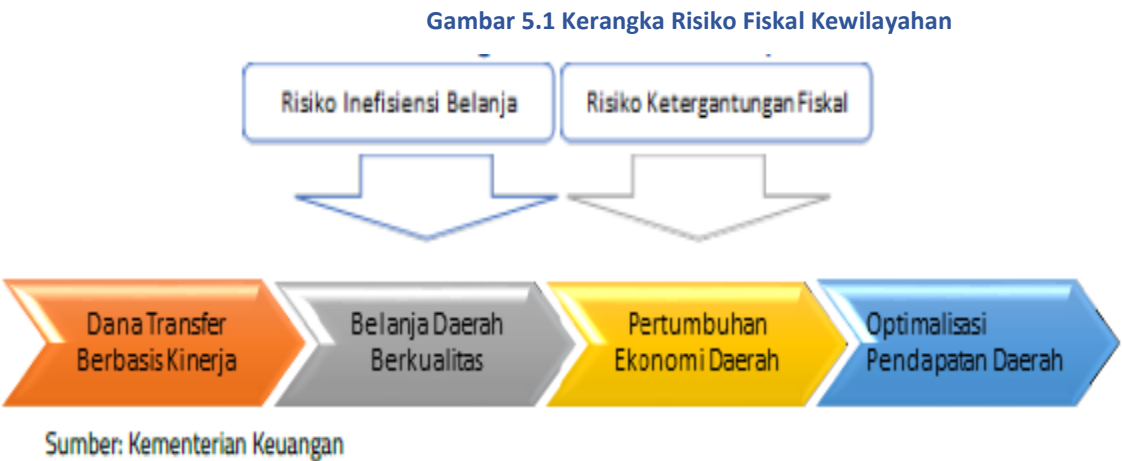 Gambar 5.1 Kerangka Risiko Fiskal Kewilayahan
Risiko Inefisiensi Belanja
Risiko Ketergantungan Fiskal
Dana Transfer
Berbasis Kinerja
Belanja Daerah
Berkualitas
Pertumbuhan
Ekonomi Daerah
Optimalisasi
Pendapatan Daerah
Sumber: Kementerian Keuangan